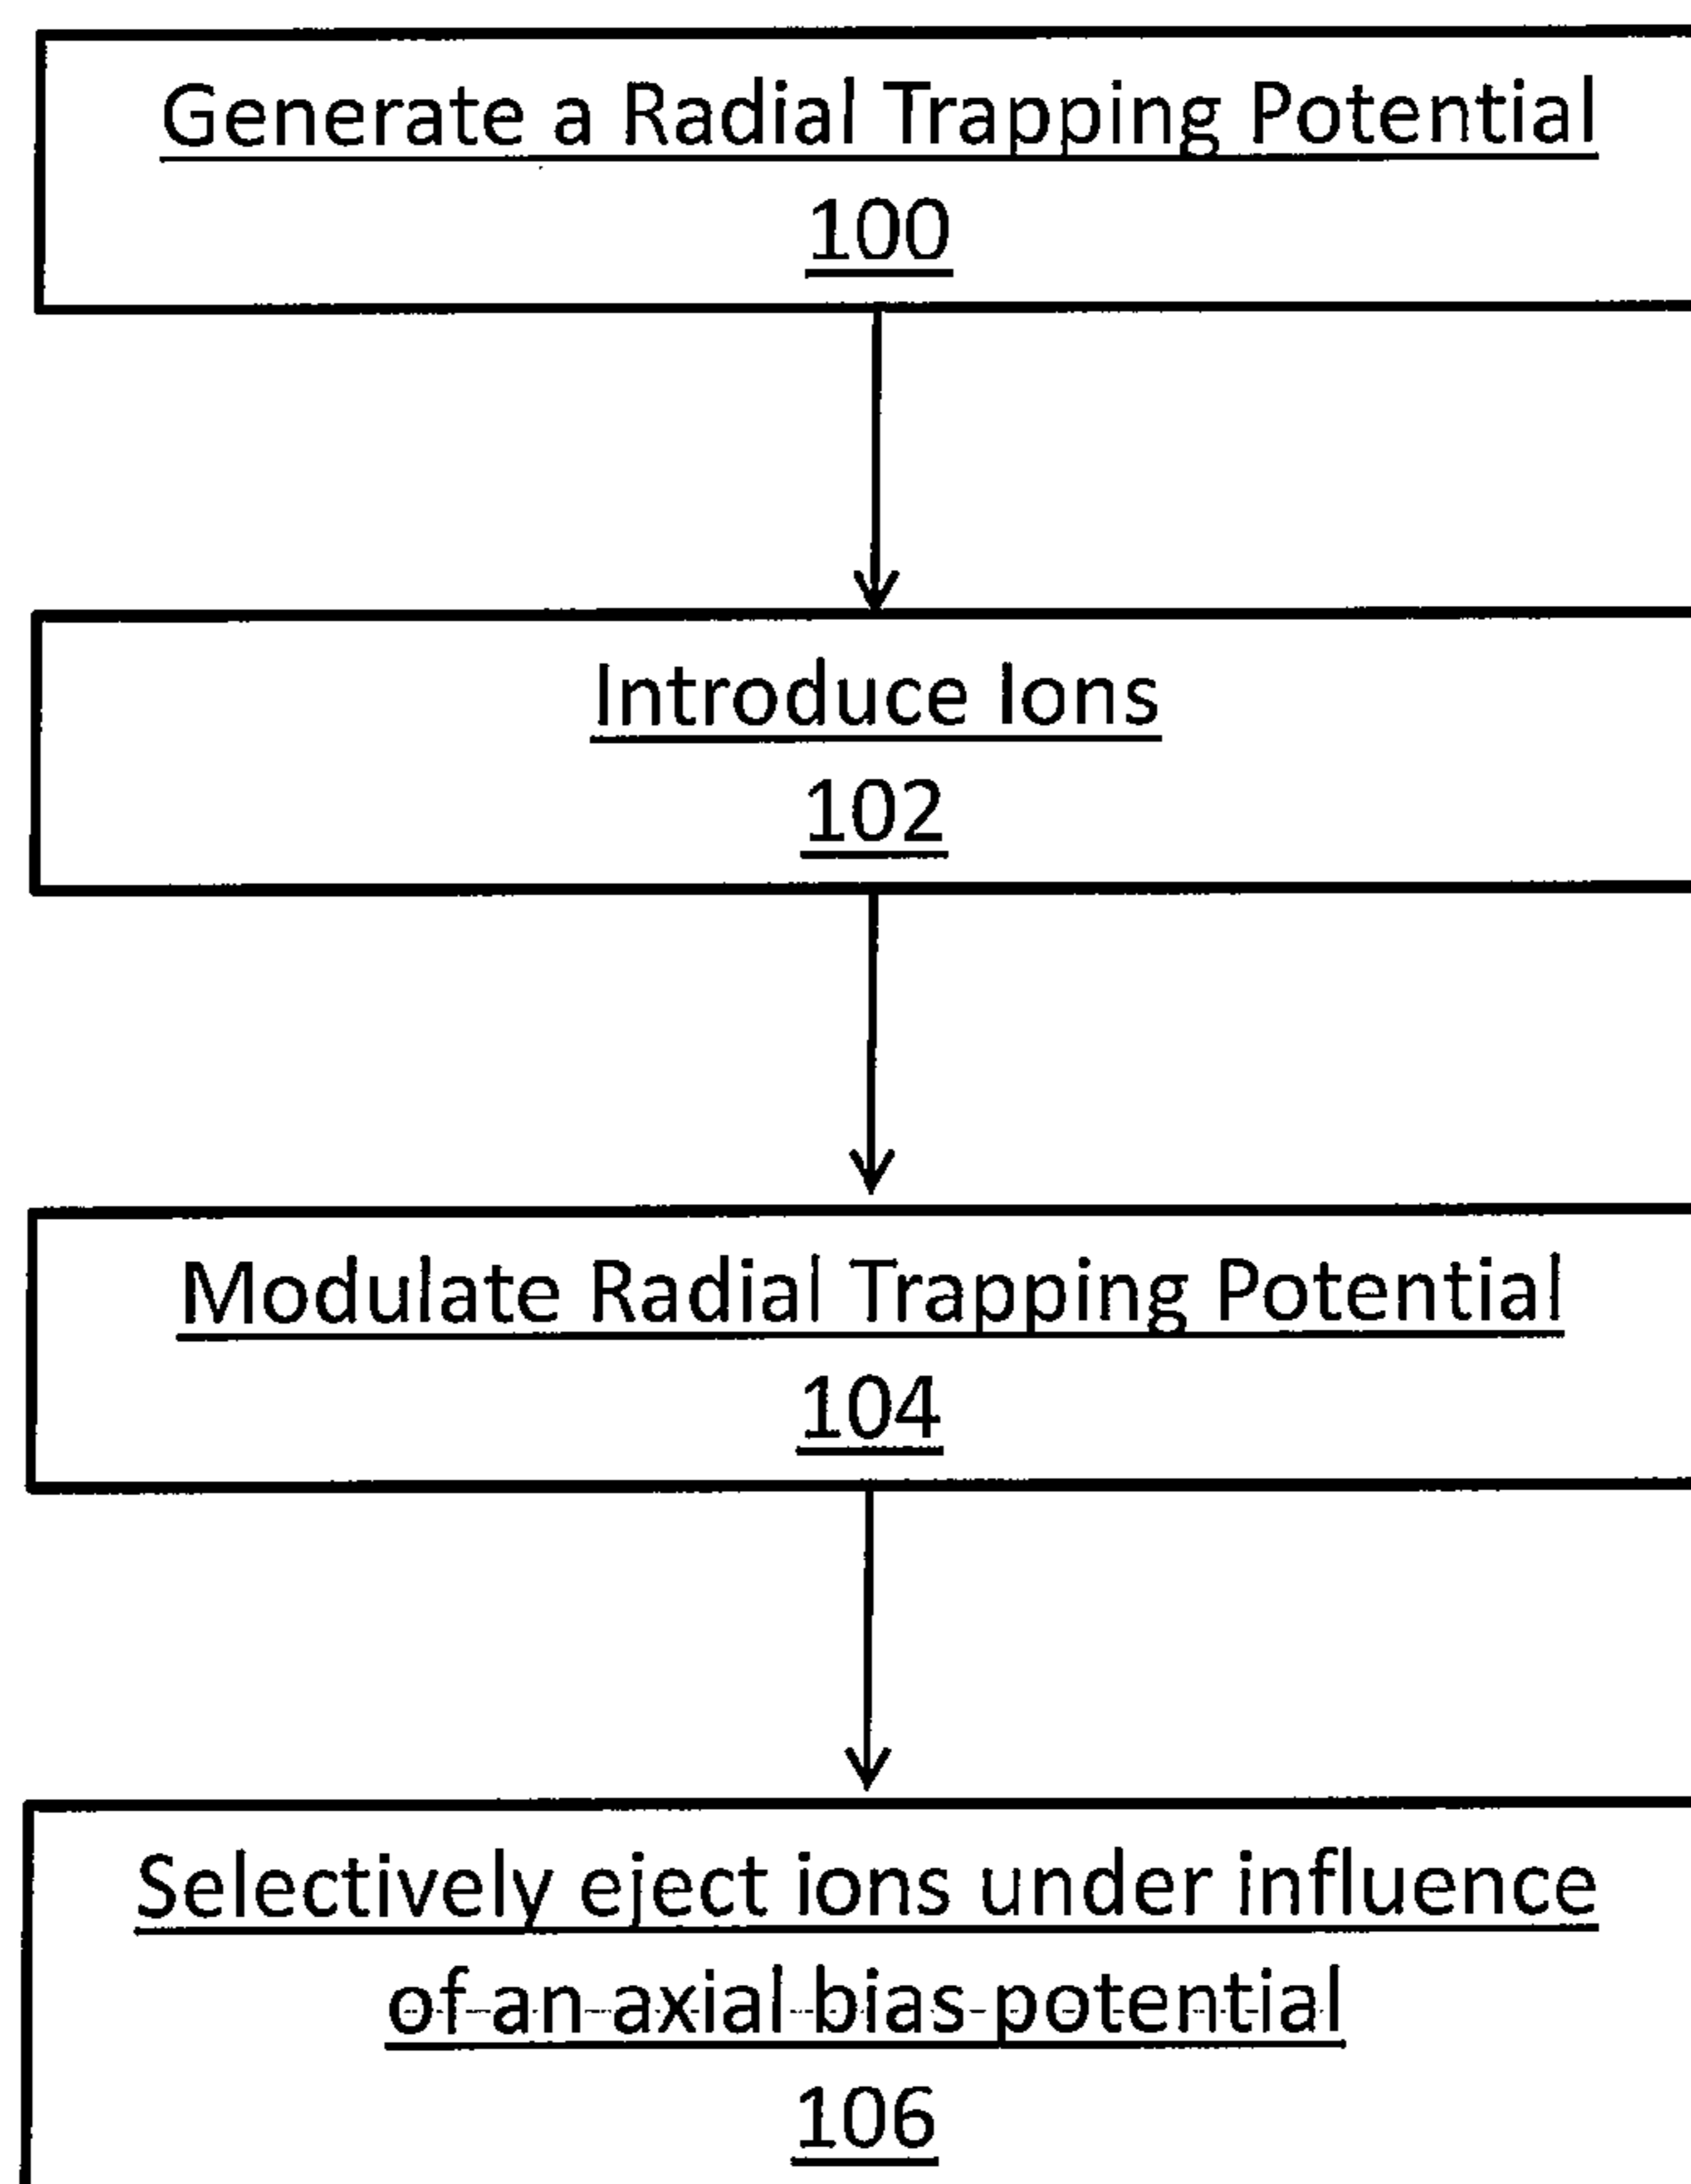 Generate a Radial Trapping Potential
100
Introduce Ions
102
Modulate Radial Trapping Potential
104
Selectively eject ions under influence
of an axial bias potential
106